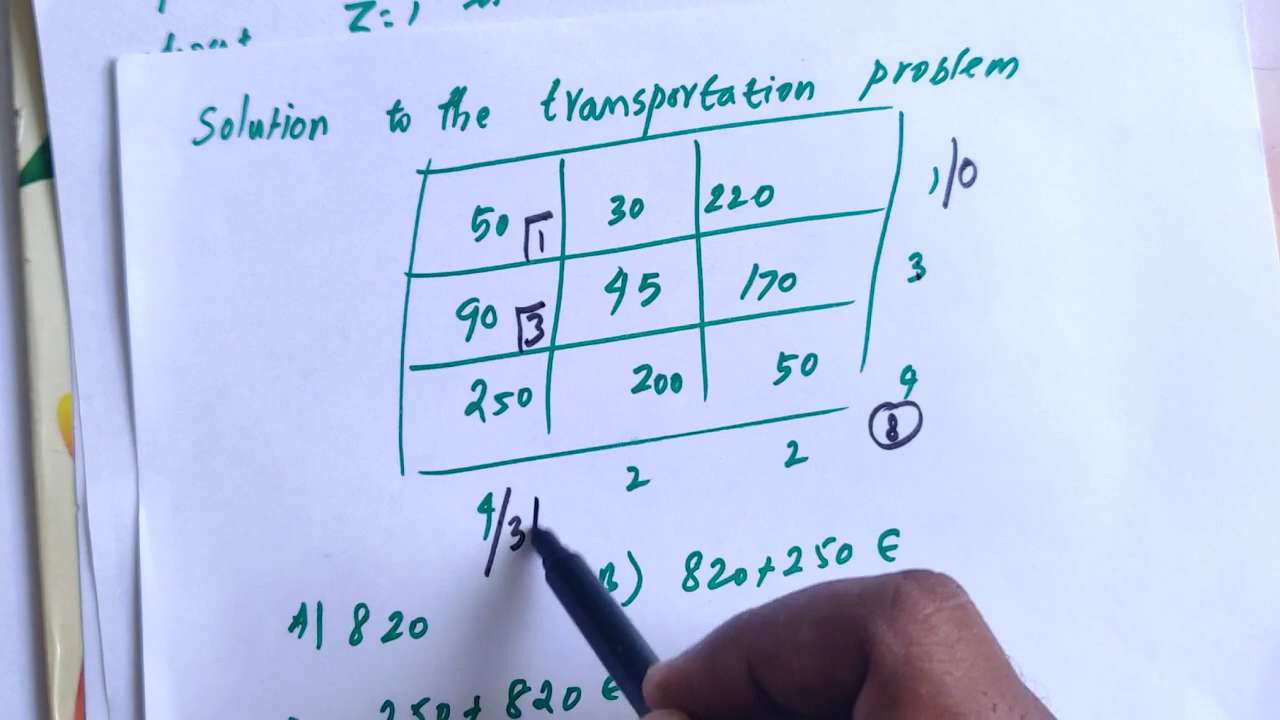 Z=1
Solution to the transportation problem
50 1 30 220 1/0
90 3 45 170 3
250 200 50 4
8
4/3 2 2
B) 820+250 €
A) 820
250+820 €